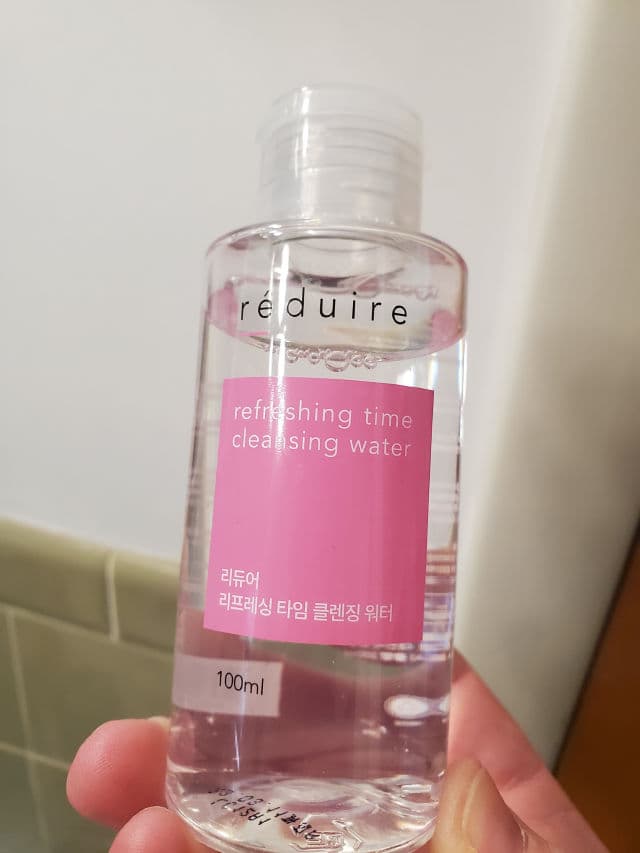 réduire
refreshing time
cleansing water
리듀어
리프레싱 타임 클렌징 워터
100ml